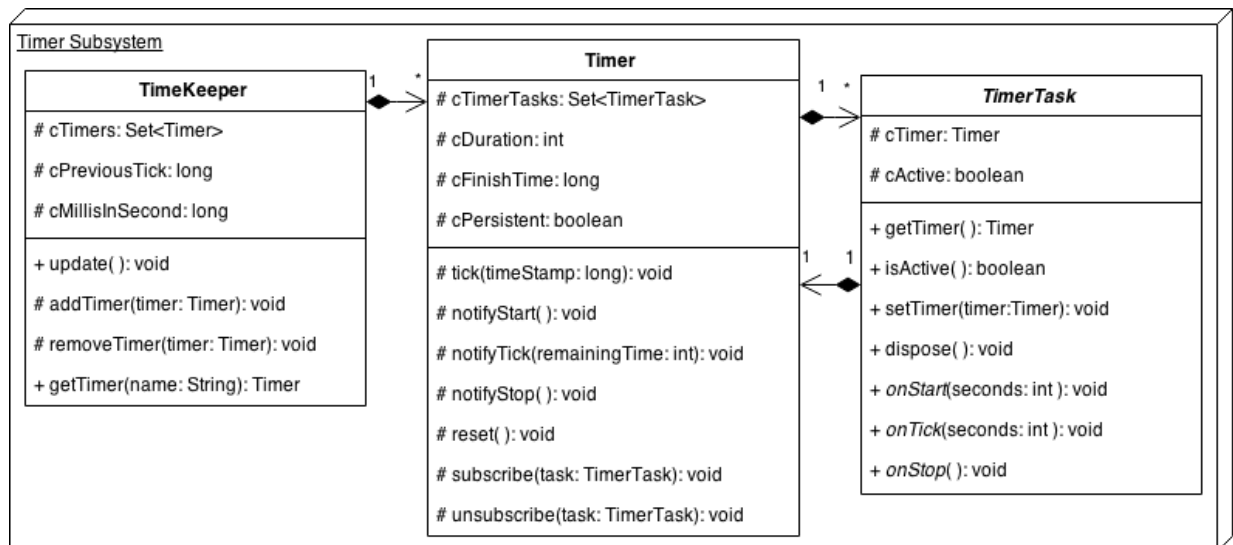 Timer Subsystem
TimeKeeper
# cTimers: Set<Timer>
# cPreviousTick: long
# cMillisInSecond: long
+ update( ): void
# addTimer(timer: Timer): void
# removeTimer(timer: Timer): void
+ getTimer(name: String): Timer
1
*
Timer
# cTimerTasks: Set<TimerTask>
# cDuration: int
# cFinishTime: long
# cPersistent: boolean
# tick(timeStamp: long): void
# notifyStart( ): void
# notifyTick(remainingTime: int): void
# notifyStop( ): void
# reset( ): void
# subscribe(task: TimerTask): void
# unsubscribe(task: TimerTask): void
1
*
1
1
TimerTask
# cTimer: Timer
# cActive: boolean
+ getTimer( ): Timer
+ isActive( ): boolean
+ setTimer(timer:Timer): void
+ dispose( ): void
+ onStart(seconds: int ): void
+ onTick(seconds: int ): void
+ onStop( ): void